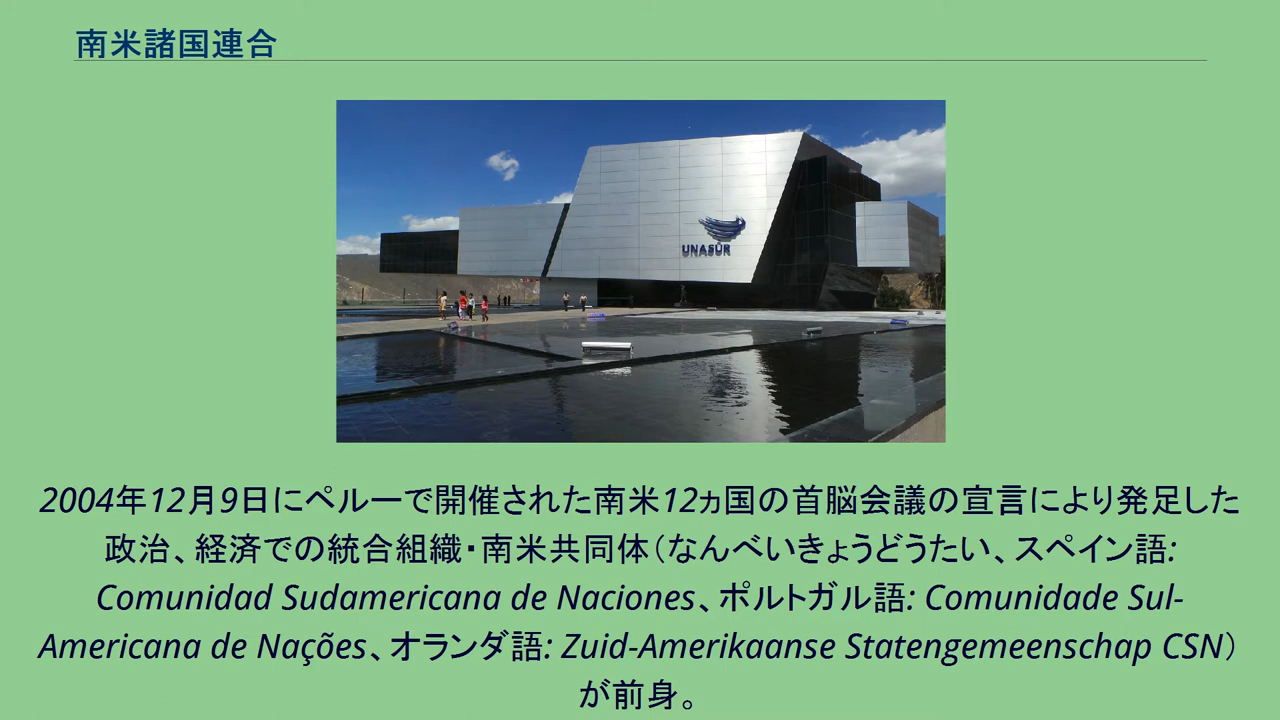 南米諸国連合
UNASUR
2004年12月9日にペルーで開催された南米12ヵ国の首脳会議の宣言により発足した
政治、経済での統合組織・南米共同体（なんべいきょうどうたい、スペイン語:
Comunidad Sudamericana de Naciones、ポルトガル語: Comunidade Sul-
Americana de Nações、オランダ語: Zuid-Amerikaanse Statengemeenschap CSN）
が前身。